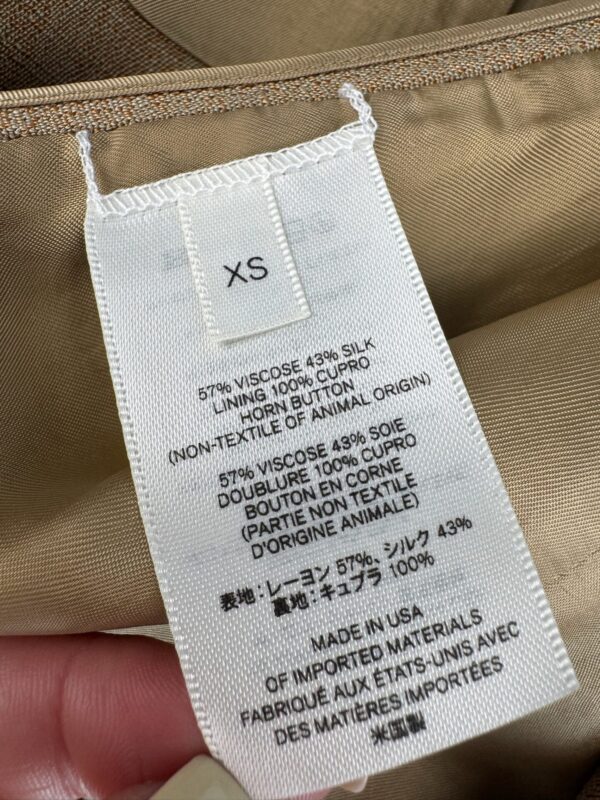 XS
57% VISCOSE 43% SILK
LINING 100% CUPRO
HORN BUTTON
(NON-TEXTILE OF ANIMAL ORIGIN)
57% VISCOSE 43% SOIE
DOUBLURE 100% CUPRO
BOUTON EN CORNE
(PARTIE NON TEXTILE
D'ORIGINE ANIMALE)
表地：レーヨン 57%、シルク 43%
裏地：キュプラ 100%
MADE IN USA
OF IMPORTED MATERIALS
FABRIQUÉ AUX ÉTATS-UNIS AVEC
DES MATIÈRES IMPORTÉES
米国製